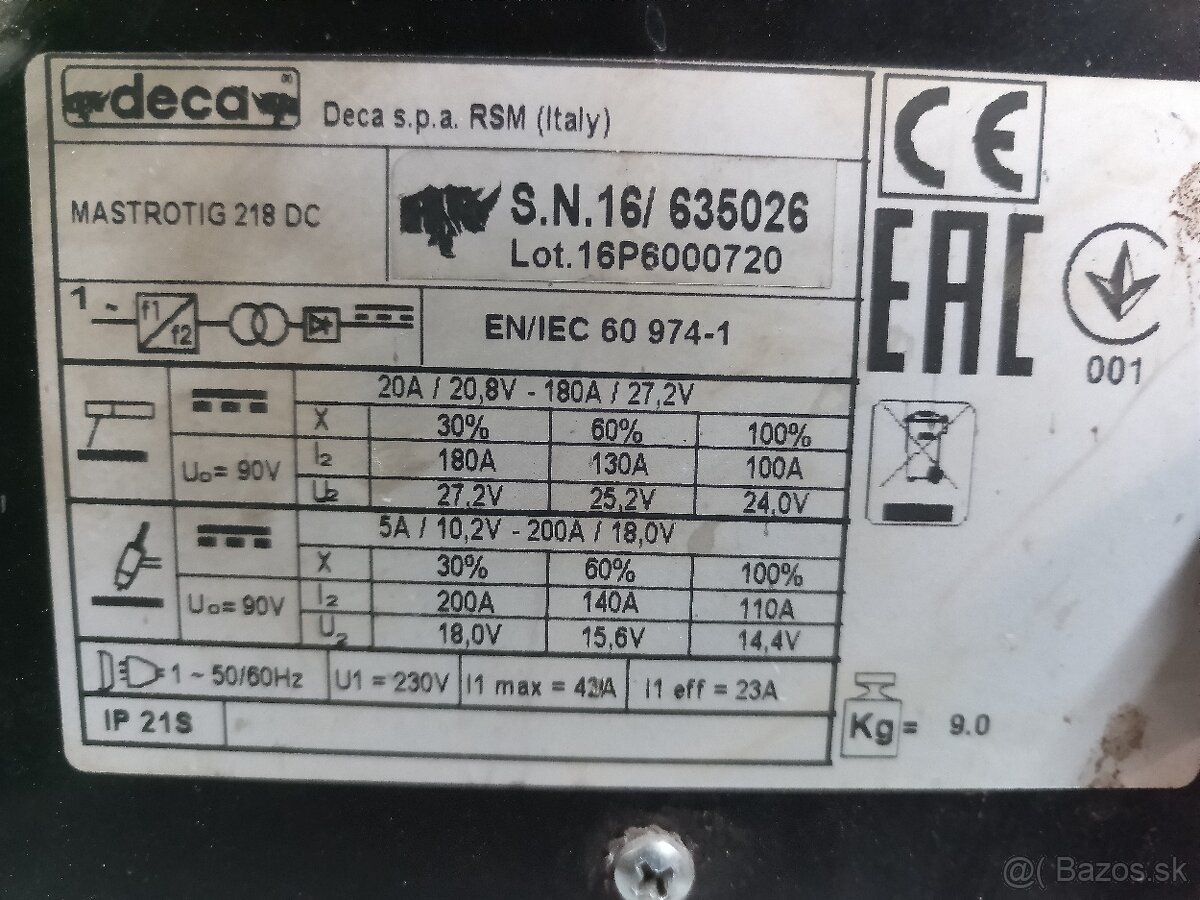 deca ®
Deca s.p.a. RSM (Italy)
CE
MASTROTIG 218 DC
S.N.16/ 635026
Lot.16P6000720
EAC
001
1 ~ f1 f2
EN/IEC 60 974-1
20A / 20,8V - 180A / 27,2V
X 30% 60% 100%
U₀= 90V
I₂ 180A 130A 100A
U₂ 27,2V 25,2V 24,0V
5A / 10,2V - 200A / 18,0V
X 30% 60% 100%
U₀= 90V
I₂ 200A 140A 110A
U₂ 18,0V 15,6V 14,4V
1 ~ 50/60Hz U1 = 230V I1 max = I1 eff = 23A
IP 21S
Kg = 9.0
@( Bazos.sk